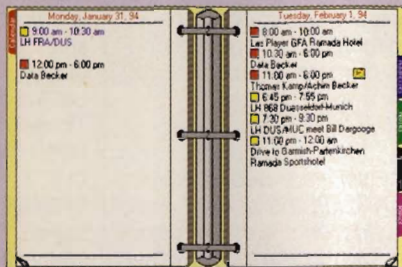 Calendar
Monday, January 31, 94
9:00 am - 10:30 am
LH FRA/DUS
12:00 pm - 6:00 pm
Data Becker
Tuesday, February 1, 94
8:00 am - 10:00 am
Les Player GFA Ramada Hotel
10:30 am - 6:00 pm
Data Becker
11:00 am - 6:00 pm
Thomas Kamp/Achim Becker
6:45 pm - 7:55 pm
LH 868 Duesseldorf-Munich
7:30 pm - 9:30 pm
LH DUS/MUC meet Bill Dargooge
11:00 pm - 12:00 am
Drive to Garmish-Partenkirchen
Ramada Sportshotel